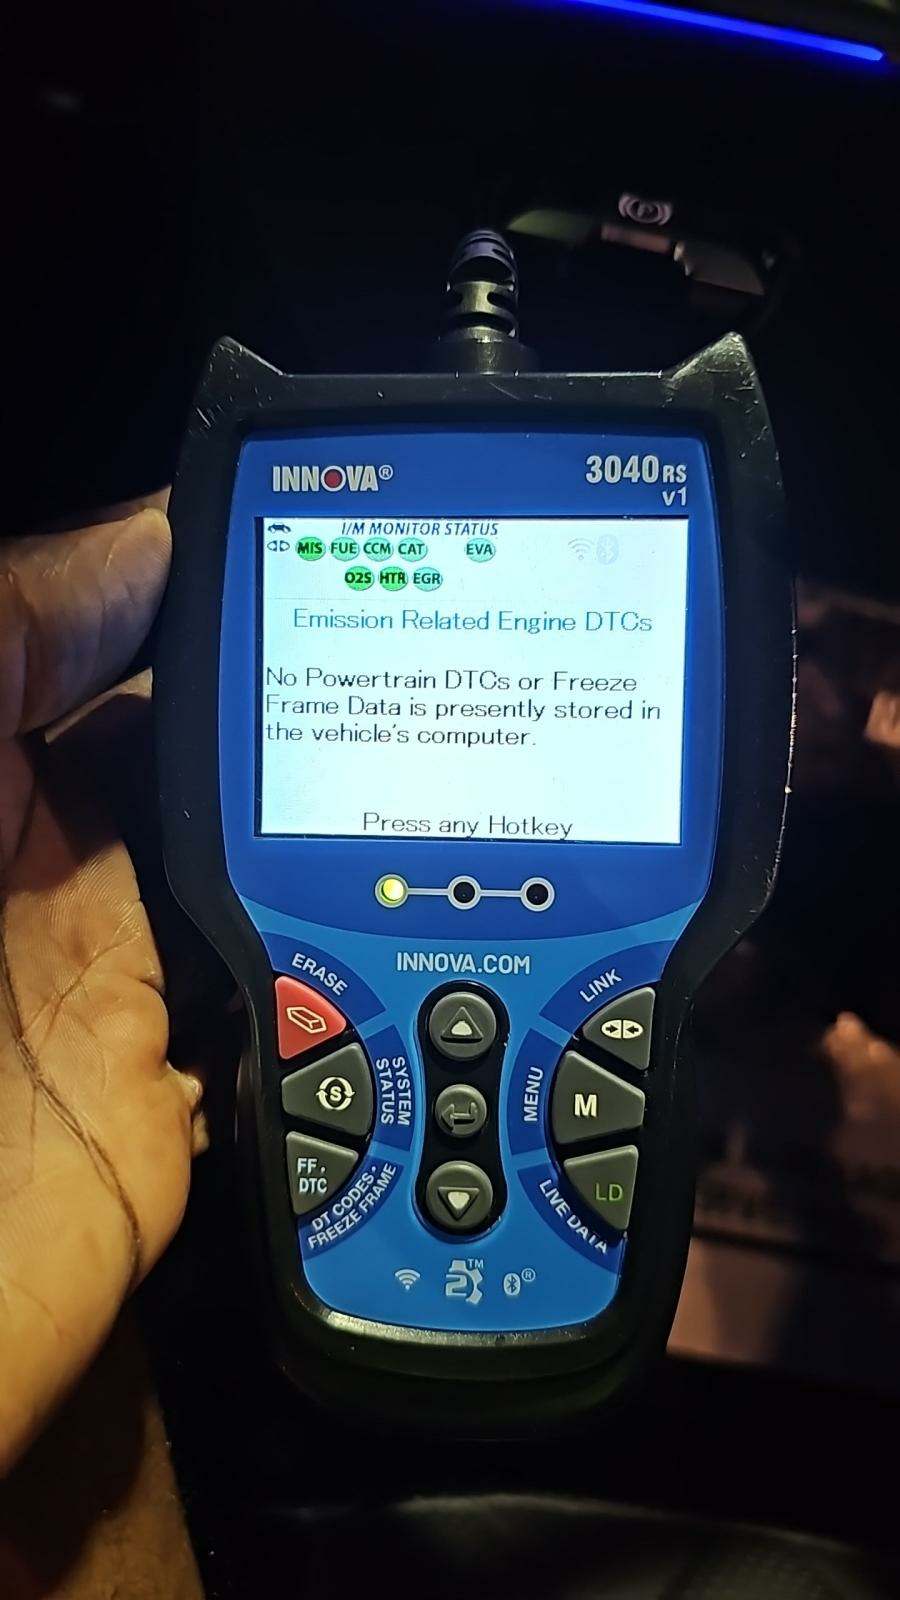 INNOVA®
3040RS
v1
I/M MONITOR STATUS
MIS FUE CCM CAT EVA
O2S HTR EGR
Emission Related Engine DTCs
No Powertrain DTCs or Freeze
Frame Data is presently stored in
the vehicle's computer.
Press any Hotkey
INNOVA.COM
ERASE
LINK
S
SYSTEM
STATUS
MENU
M
FF.
DTC
DT CODES •
FREEZE FRAME
LD
LIVE DATA
TM
®